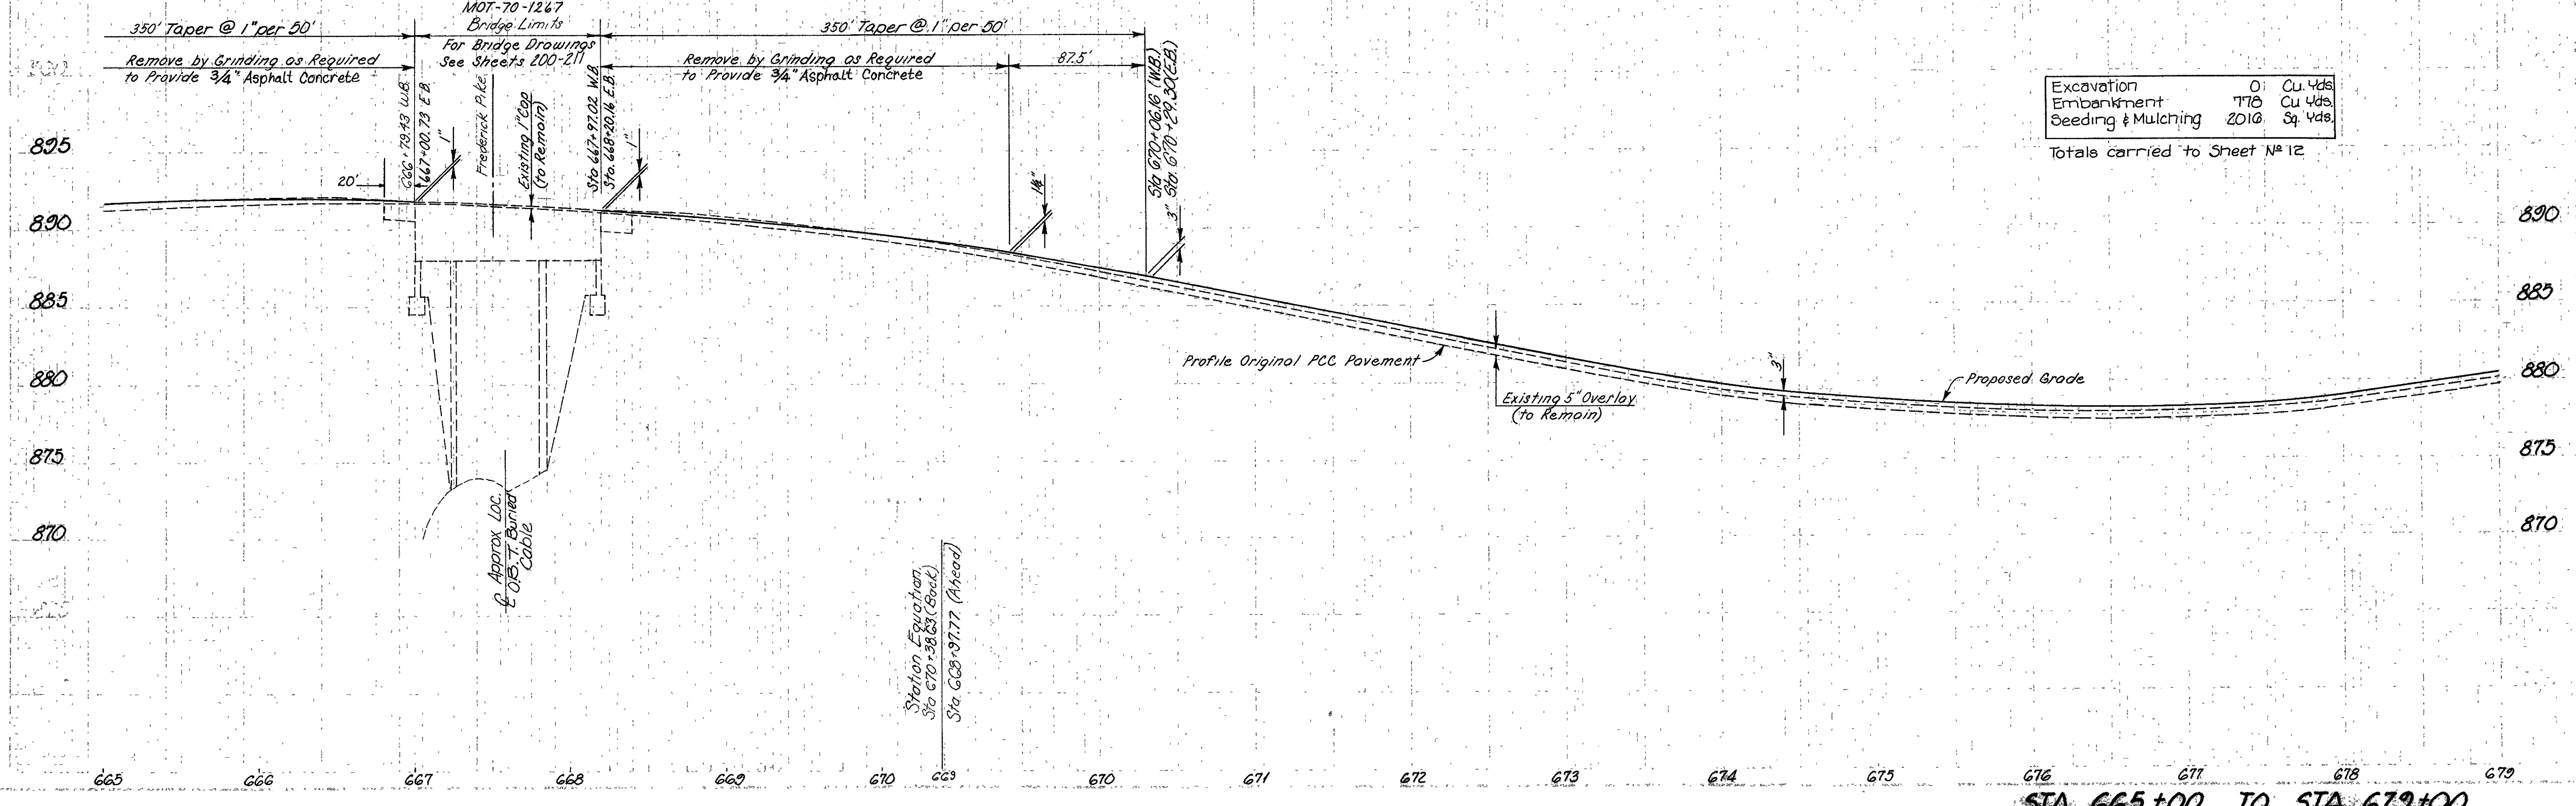 MOT-70-1267
Bridge Limits
For Bridge Drawings
See Sheets 200-211
350' Taper @ 1" per 50'
Remove by Grinding as Required
to Provide 3/4" Asphalt Concrete
350' Taper @ 1" per 50'
Remove by Grinding as Required
to Provide 3/4" Asphalt Concrete
87.5'
666+79.43 W.B.
667+00.73 E.B.
1"
Frederick Pike
Existing 1" Cap
(to Remain)
Sta 667+97.02 W.B.
Sta. 668+20.16 E.B.
1"
Sta 670+06.16 (W.B.)
Sta. 670+29.30 (E.B.)
3"
20'
Excavation 0 Cu. Yds.
Embankment 778 Cu Yds.
Seeding & Mulching 2016 Sq. Yds.
Totals carried to Sheet Nº 12
895
890
885
880
875
870
890
885
880
875
870
Profile Original PCC Pavement
Existing 5" Overlay
(to Remain)
3"
Proposed Grade
Approx Loc.
℄ O.B.T. Buried
Cable
Station Equation
Sta 670+38.63 (Back)
Sta. 668+97.77 (Ahead)
665 666 667 668 669 670 669 670 671 672 673 674 675 676 677 678 679
STA. 665+00 TO STA. 679+00